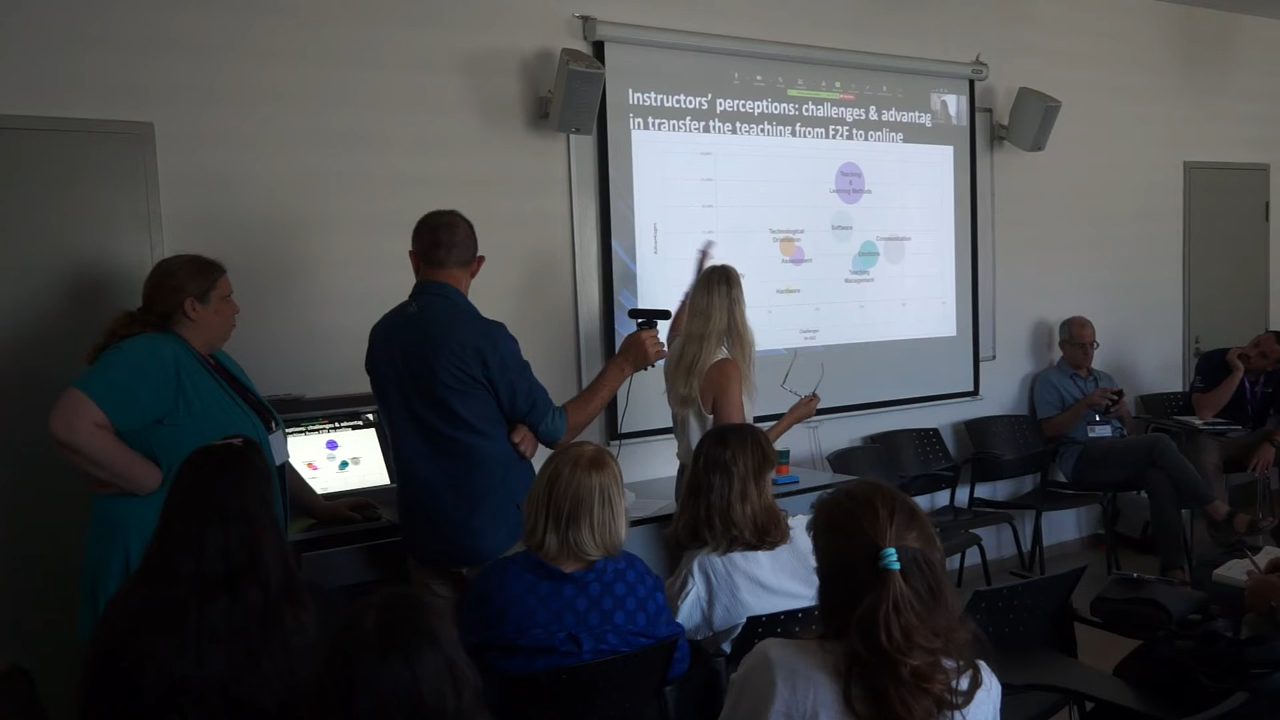 Instructors' perceptions: challenges & advantag
in transfer the teaching from F2F to online
Teaching
&
Learning Methods
Software
Technological
Orientation
Communication
Emotions
Assessment
Teaching
Management
Hardware
Advantages
Challenges